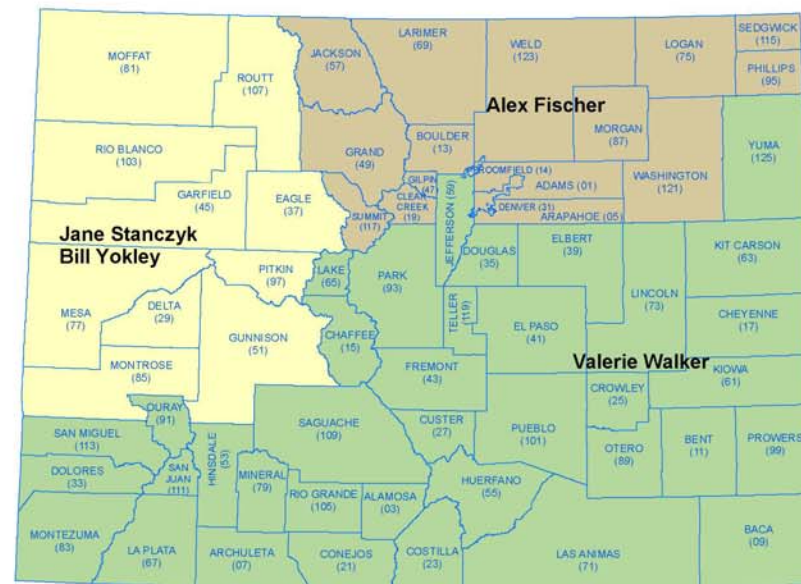 MOFFAT
(81)
ROUTT
(107)
JACKSON
(57)
LARIMER
(69)
WELD
(123)
LOGAN
(75)
SEDGWICK
(115)
PHILLIPS
(95)
Alex Fischer
RIO BLANCO
(103)
GRAND
(49)
BOULDER
(13)
MORGAN
(87)
YUMA
(125)
WASHINGTON
(121)
GARFIELD
(45)
EAGLE
(37)
SUMMIT
(117)
GILPIN
(47)
CLEAR
CREEK
(19)
BROOMFIELD (14)
ADAMS (01)
DENVER (31)
ARAPAHOE (05)
JEFFERSON (59)
Jane Stanczyk
Bill Yokley
PITKIN
(97)
LAKE
(65)
PARK
(93)
DOUGLAS
(35)
ELBERT
(39)
KIT CARSON
(63)
LINCOLN
(73)
MESA
(77)
DELTA
(29)
GUNNISON
(51)
CHAFFEE
(15)
TELLER
(119)
EL PASO
(41)
CHEYENNE
(17)
MONTROSE
(85)
FREMONT
(43)
Valerie Walker
KIOWA
(61)
CROWLEY
(25)
OURAY
(91)
SAN MIGUEL
(113)
HINSDALE
(53)
SAGUACHE
(109)
CUSTER
(27)
PUEBLO
(101)
OTERO
(89)
BENT
(11)
PROWERS
(99)
DOLORES
(33)
SAN
JUAN
(111)
MINERAL
(79)
RIO GRANDE
(105)
ALAMOSA
(03)
HUERFANO
(55)
MONTEZUMA
(83)
LA PLATA
(67)
ARCHULETA
(07)
CONEJOS
(21)
COSTILLA
(23)
LAS ANIMAS
(71)
BACA
(09)